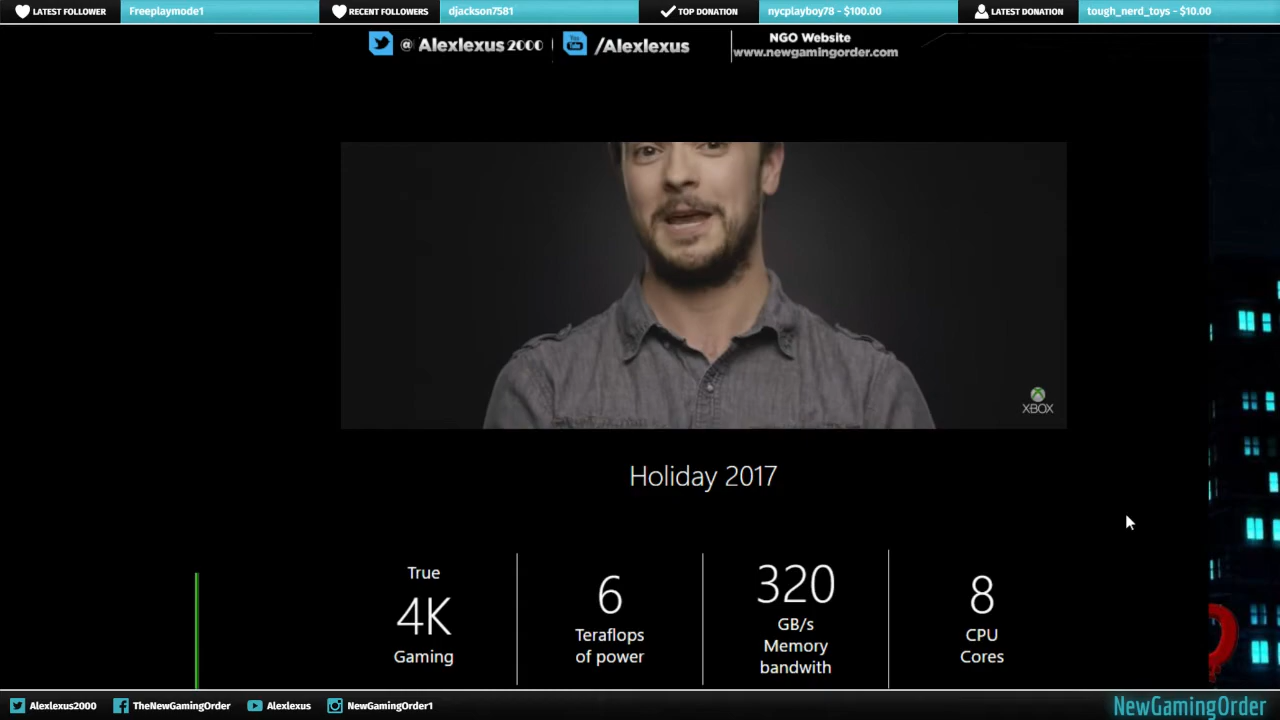 LATEST FOLLOWER Freeplaymode1 RECENT FOLLOWERS djackson7581 TOP DONATION nycplayboy78 - $100.00 LATEST DONATION tough_nerd_toys - $10.00
@ Alexlexus 2000 You Tube /Alexlexus
NGO Website
www.newgamingorder.com
XBOX
Holiday 2017
True
4K
Gaming
6
Teraflops
of power
320
GB/s
Memory
bandwith
8
CPU
Cores
Alexlexus2000 TheNewGamingOrder Alexlexus NewGamingOrder1 NewGamingOrder